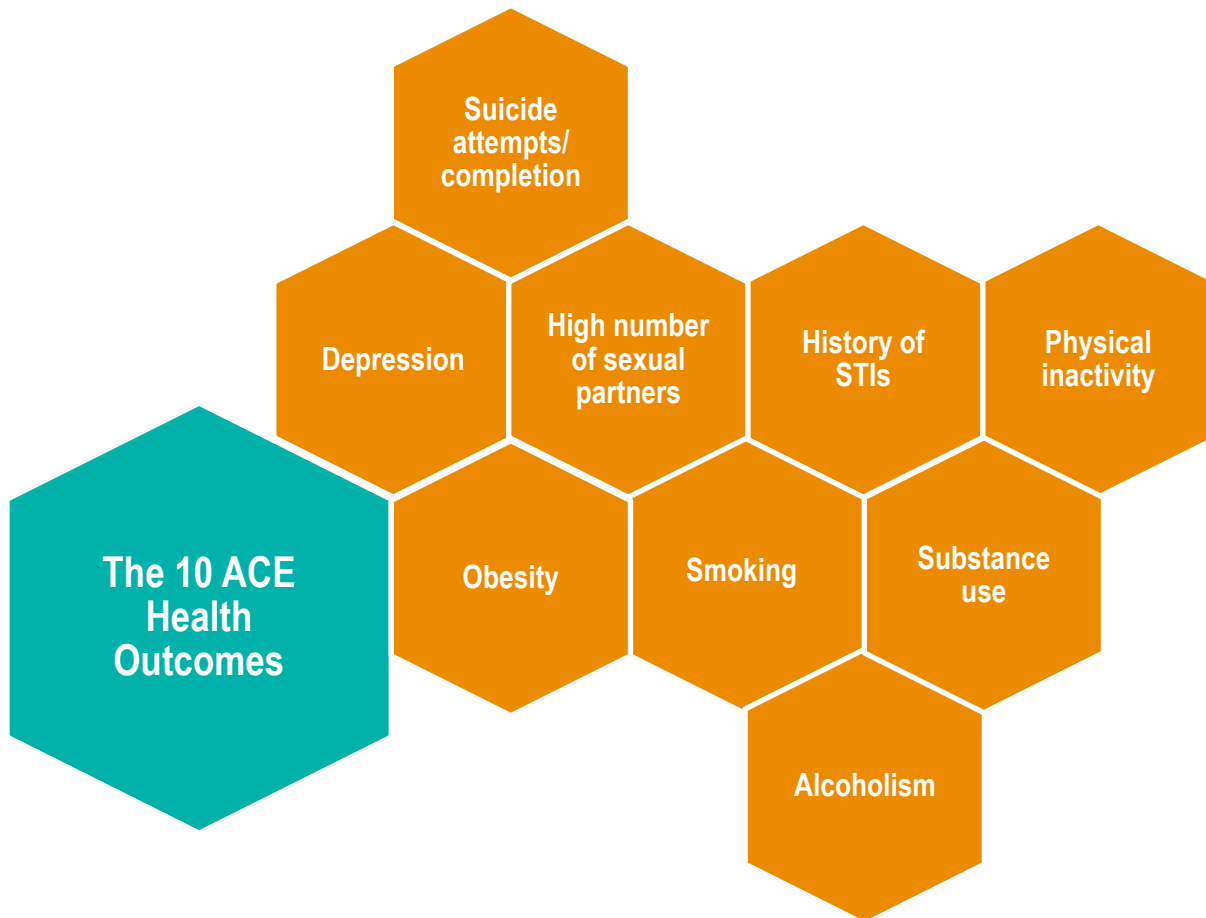 Suicide
attempts/
completion
Depression
High number
of sexual
partners
History of
STIs
Physical
inactivity
The 10 ACE
Health
Outcomes
Obesity
Smoking
Substance
use
Alcoholism